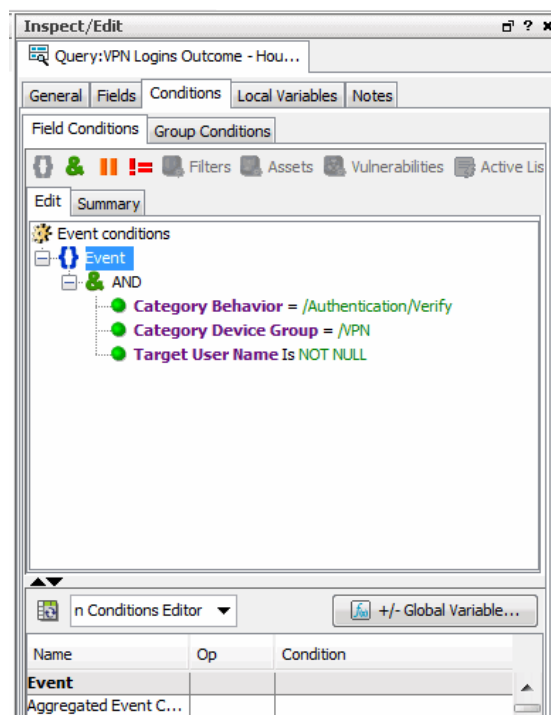 Inspect/Edit ? x
Query:VPN Logins Outcome - Hou...
General Fields Conditions Local Variables Notes
Field Conditions Group Conditions
{} & || != Filters Assets Vulnerabilities Active Lis
Edit Summary
Event conditions
{} Event
& AND
Category Behavior = /Authentication/Verify
Category Device Group = /VPN
Target User Name Is NOT NULL
n Conditions Editor f(x) +/- Global Variable...
Name Op Condition
Event
Aggregated Event C...